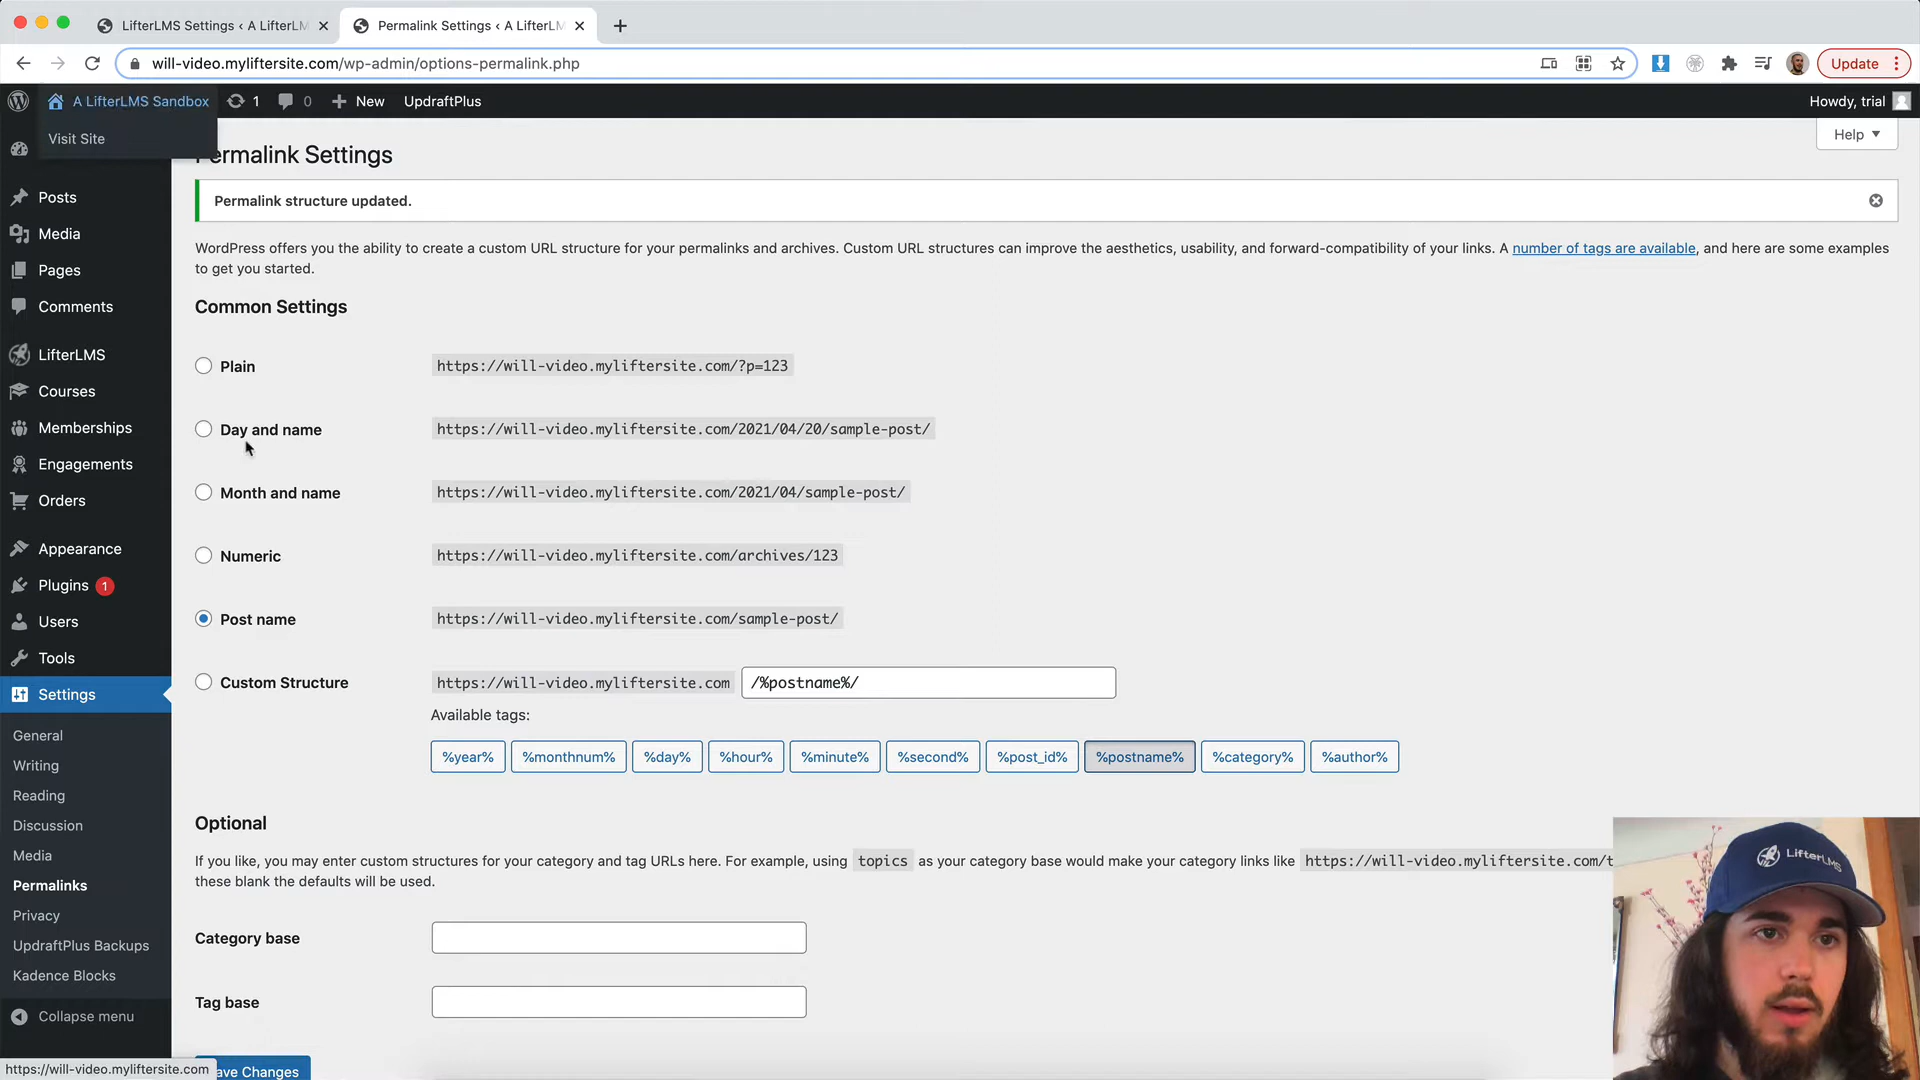 LifterLMS Settings ‹ A LifterLM
Permalink Settings ‹ A LifterLM
will-video.myliftersite.com/wp-admin/options-permalink.php
Update
A LifterLMS Sandbox
1
0
New
UpdraftPlus
Howdy, trial
Visit Site
Help
Permalink Settings
Permalink structure updated.
WordPress offers you the ability to create a custom URL structure for your permalinks and archives. Custom URL structures can improve the aesthetics, usability, and forward-compatibility of your links. A number of tags are available, and here are some examples
to get you started.
Posts
Media
Pages
Comments
LifterLMS
Courses
Memberships
Engagements
Orders
Appearance
Plugins 1
Users
Tools
Settings
General
Writing
Reading
Discussion
Media
Permalinks
Privacy
UpdraftPlus Backups
Kadence Blocks
Collapse menu
Common Settings
Plain
https://will-video.myliftersite.com/?p=123
Day and name
https://will-video.myliftersite.com/2021/04/20/sample-post/
Month and name
https://will-video.myliftersite.com/2021/04/sample-post/
Numeric
https://will-video.myliftersite.com/archives/123
Post name
https://will-video.myliftersite.com/sample-post/
Custom Structure
https://will-video.myliftersite.com
/%postname%/
Available tags:
%year% %monthnum% %day% %hour% %minute% %second% %post_id% %postname% %category% %author%
Optional
If you like, you may enter custom structures for your category and tag URLs here. For example, using topics as your category base would make your category links like https://will-video.myliftersite.com/t
these blank the defaults will be used.
Category base
Tag base
ave Changes
https://will-video.myliftersite.com
LifterLMS